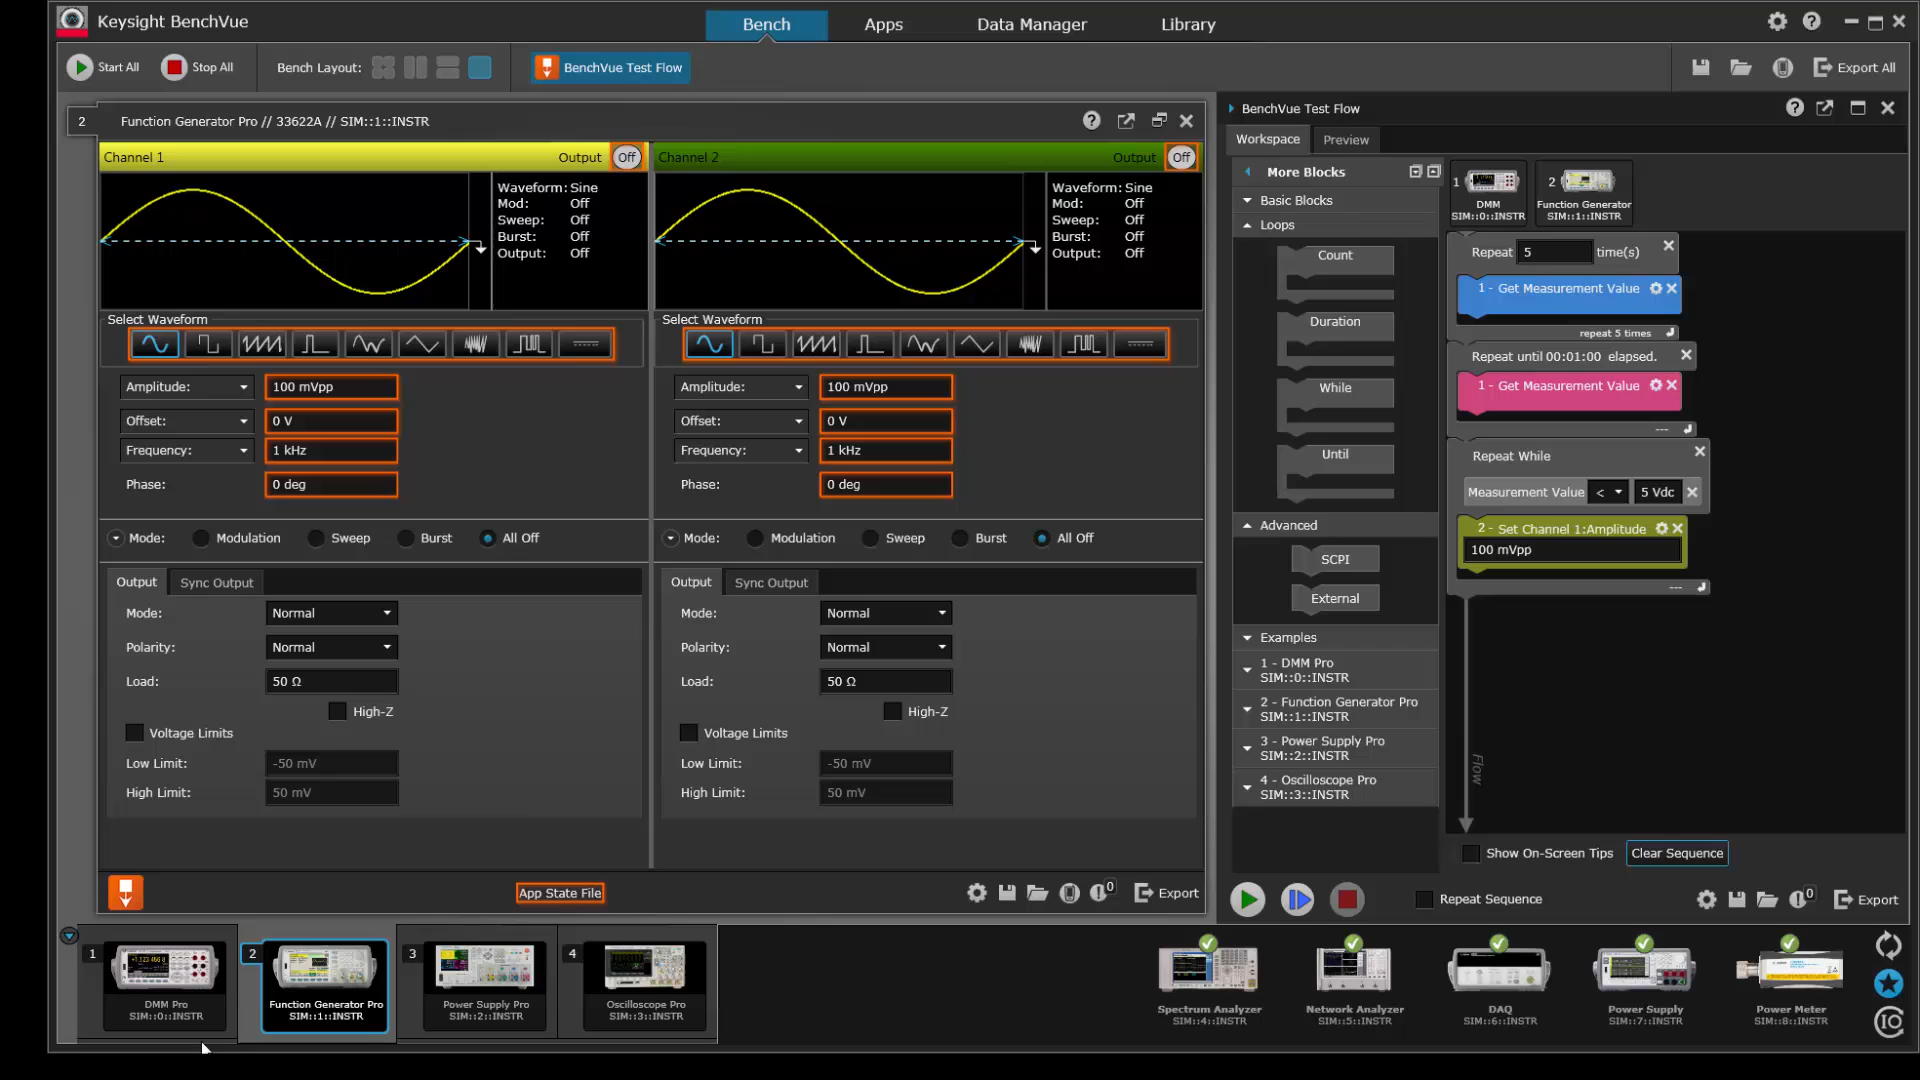 Keysight BenchVue
Bench
Apps
Data Manager
Library
Start All
Stop All
Bench Layout:
BenchVue Test Flow
Export All
2
Function Generator Pro // 33622A // SIM::1::INSTR
Channel 1
Output
Off
Waveform: Sine
Mod: Off
Sweep: Off
Burst: Off
Output: Off
Select Waveform
Amplitude:
100 mVpp
Offset:
0 V
Frequency:
1 kHz
Phase:
0 deg
Mode:
Modulation
Sweep
Burst
All Off
Output
Sync Output
Mode:
Normal
Polarity:
Normal
Load:
50 Ω
High-Z
Voltage Limits
Low Limit:
-50 mV
High Limit:
50 mV
Channel 2
Output
Off
Waveform: Sine
Mod: Off
Sweep: Off
Burst: Off
Output: Off
Select Waveform
Amplitude:
100 mVpp
Offset:
0 V
Frequency:
1 kHz
Phase:
0 deg
Mode:
Modulation
Sweep
Burst
All Off
Output
Sync Output
Mode:
Normal
Polarity:
Normal
Load:
50 Ω
High-Z
Voltage Limits
Low Limit:
-50 mV
High Limit:
50 mV
App State File
0
Export
BenchVue Test Flow
Workspace
Preview
More Blocks
Basic Blocks
Loops
Count
Duration
While
Until
Advanced
SCPI
External
Examples
1 - DMM Pro
SIM::0::INSTR
2 - Function Generator Pro
SIM::1::INSTR
3 - Power Supply Pro
SIM::2::INSTR
4 - Oscilloscope Pro
SIM::3::INSTR
1
DMM
SIM::0::INSTR
2
Function Generator
SIM::1::INSTR
Repeat 5 time(s)
1 - Get Measurement Value
repeat 5 times
Repeat until 00:01:00 elapsed.
1 - Get Measurement Value
---
Repeat While
Measurement Value < 5 Vdc
2 - Set Channel 1:Amplitude
100 mVpp
---
Flow
Show On-Screen Tips
Clear Sequence
Repeat Sequence
0
Export
1
DMM Pro
SIM::0::INSTR
2
Function Generator Pro
SIM::1::INSTR
3
Power Supply Pro
SIM::2::INSTR
4
Oscilloscope Pro
SIM::3::INSTR
Spectrum Analyzer
SIM::4::INSTR
Network Analyzer
SIM::5::INSTR
DAQ
SIM::6::INSTR
Power Supply
SIM::7::INSTR
Power Meter
SIM::8::INSTR
IO